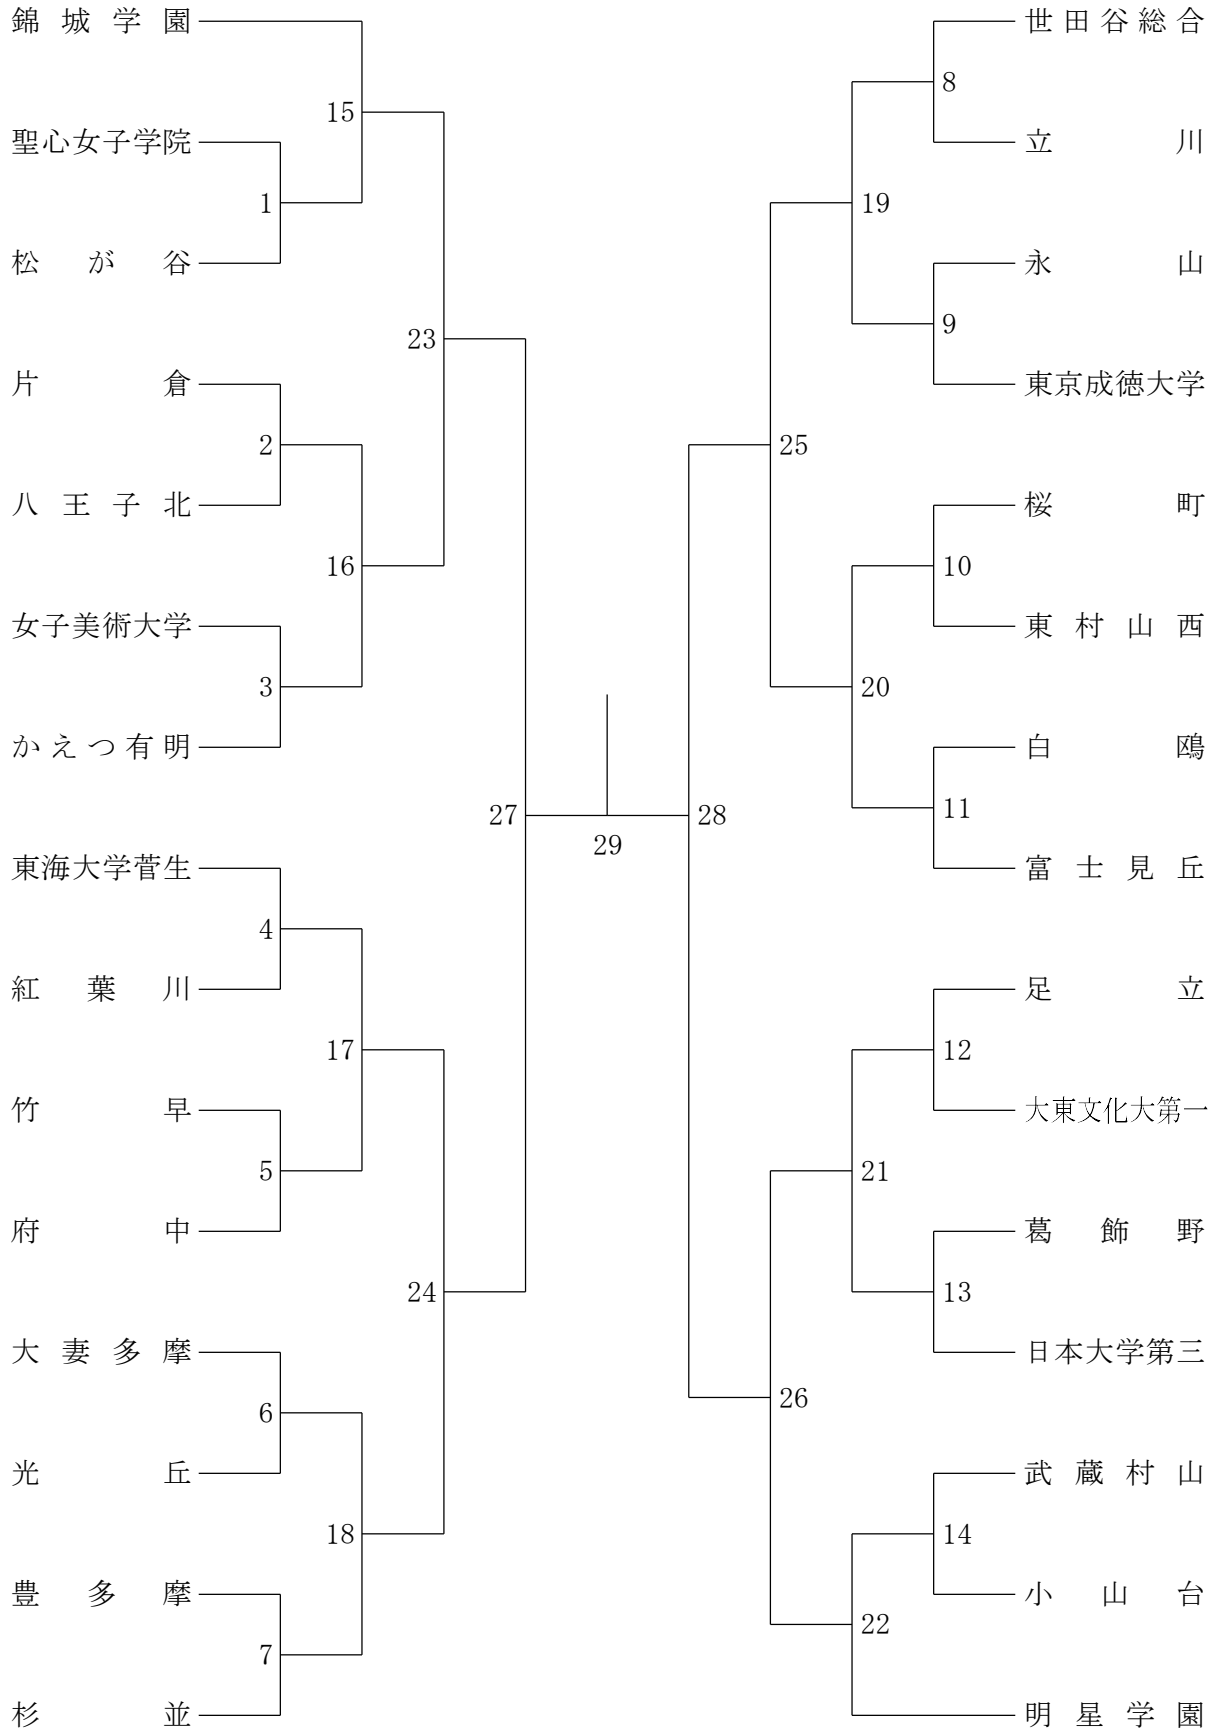 錦城学園
聖心女子学院
松が谷
片倉
八王子北
女子美術大学
かえつ有明
東海大学菅生
紅葉川
竹早
府中
大妻多摩
光丘
豊多摩
杉並
1
2
3
4
5
6
7
15
16
17
18
23
24
27
29
28
25
26
19
20
21
22
8
9
10
11
12
13
14
世田谷総合
立川
永山
東京成徳大学
桜町
東村山西
白鴎
富士見丘
足立
大東文化大第一
葛飾野
日本大学第三
武蔵村山
小山台
明星学園